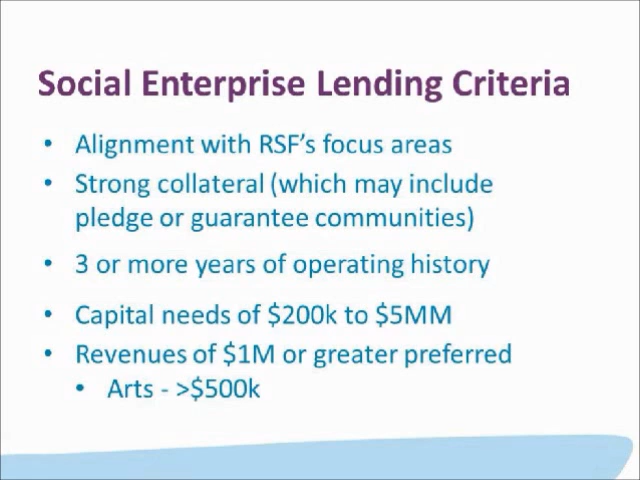 Social Enterprise Lending Criteria
• Alignment with RSF's focus areas
• Strong collateral (which may include
pledge or guarantee communities)
• 3 or more years of operating history
• Capital needs of $200k to $5MM
• Revenues of $1M or greater preferred
• Arts - >$500k